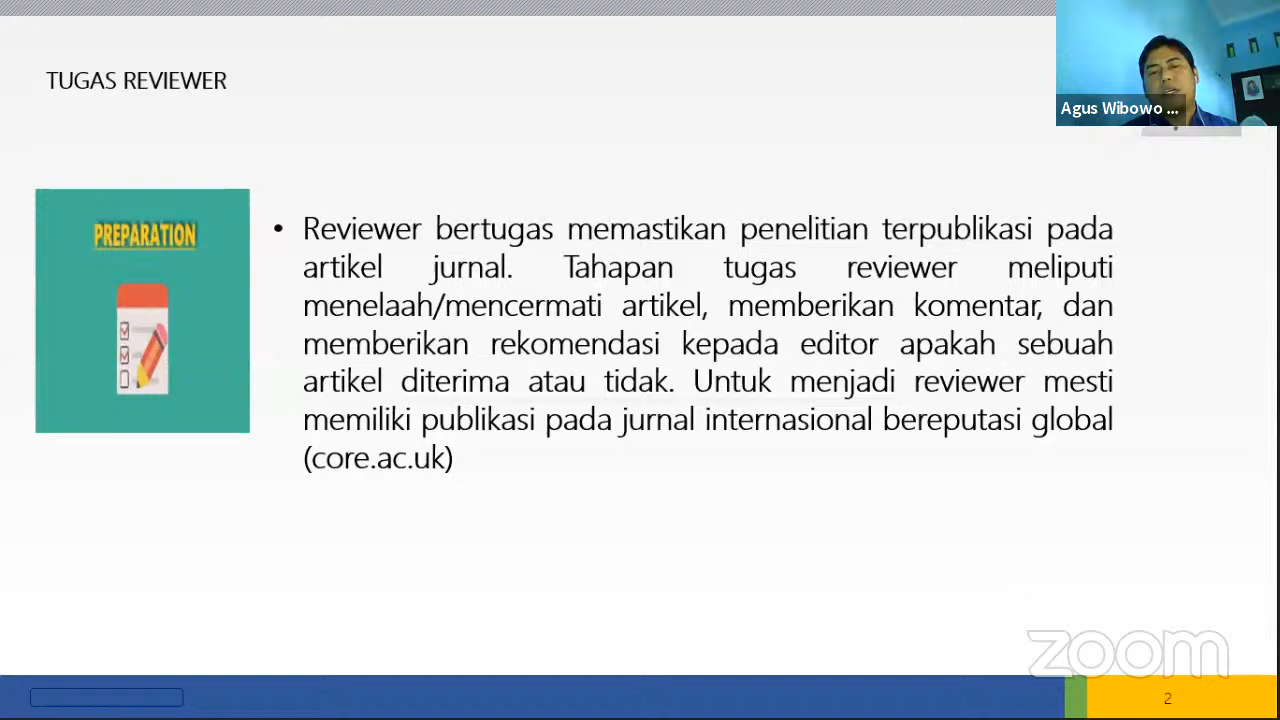 TUGAS REVIEWER
Agus Wibowo ...
PREPARATION
• Reviewer bertugas memastikan penelitian terpublikasi pada
artikel jurnal. Tahapan tugas reviewer meliputi
menelaah/mencermati artikel, memberikan komentar, dan
memberikan rekomendasi kepada editor apakah sebuah
artikel diterima atau tidak. Untuk menjadi reviewer mesti
memiliki publikasi pada jurnal internasional bereputasi global
(core.ac.uk)
zoom
2